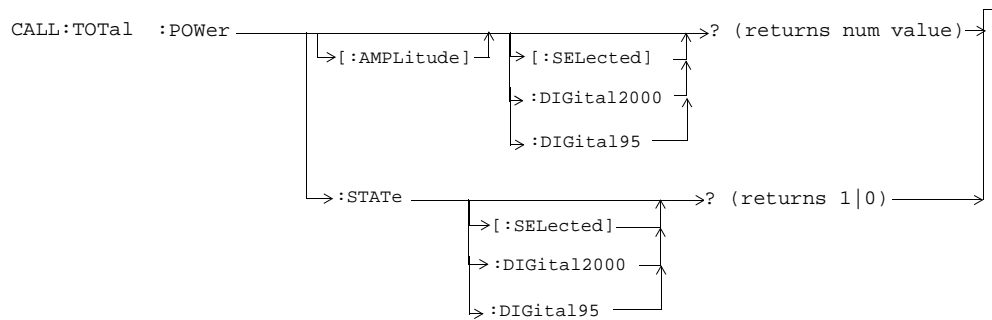 CALL:TOTal :POWer ? (returns num value)
[:AMPLitude] [:SELected]
:DIGital2000
:DIGital95
:STATe ? (returns 1|0)
[:SELected]
:DIGital2000
:DIGital95